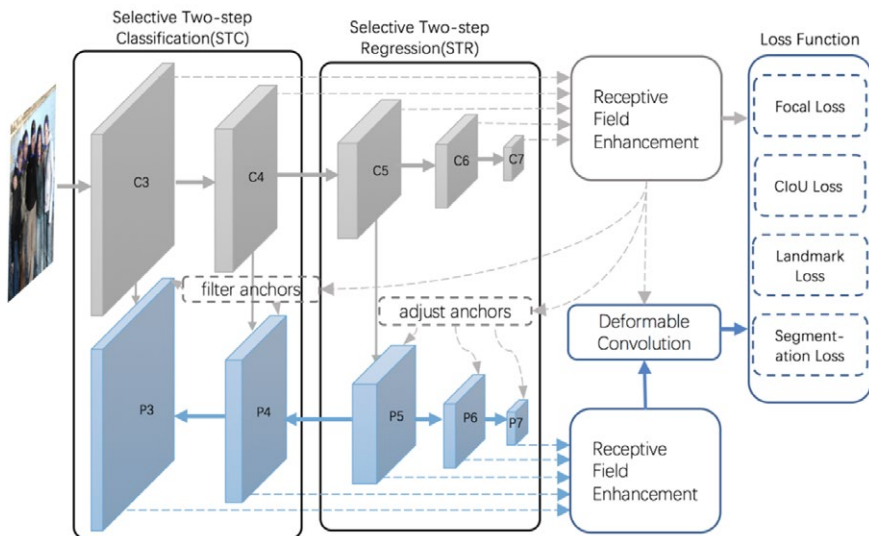 Selective Two-step
Classification(STC)
Selective Two-step
Regression(STR)
Loss Function
Receptive
Field
Enhancement
Focal Loss
C3
C4
C5
C6
C7
CIoU Loss
Landmark
Loss
filter anchors
adjust anchors
Deformable
Convolution
Segment-
ation Loss
P3
P4
P5
P6
P7
Receptive
Field
Enhancement